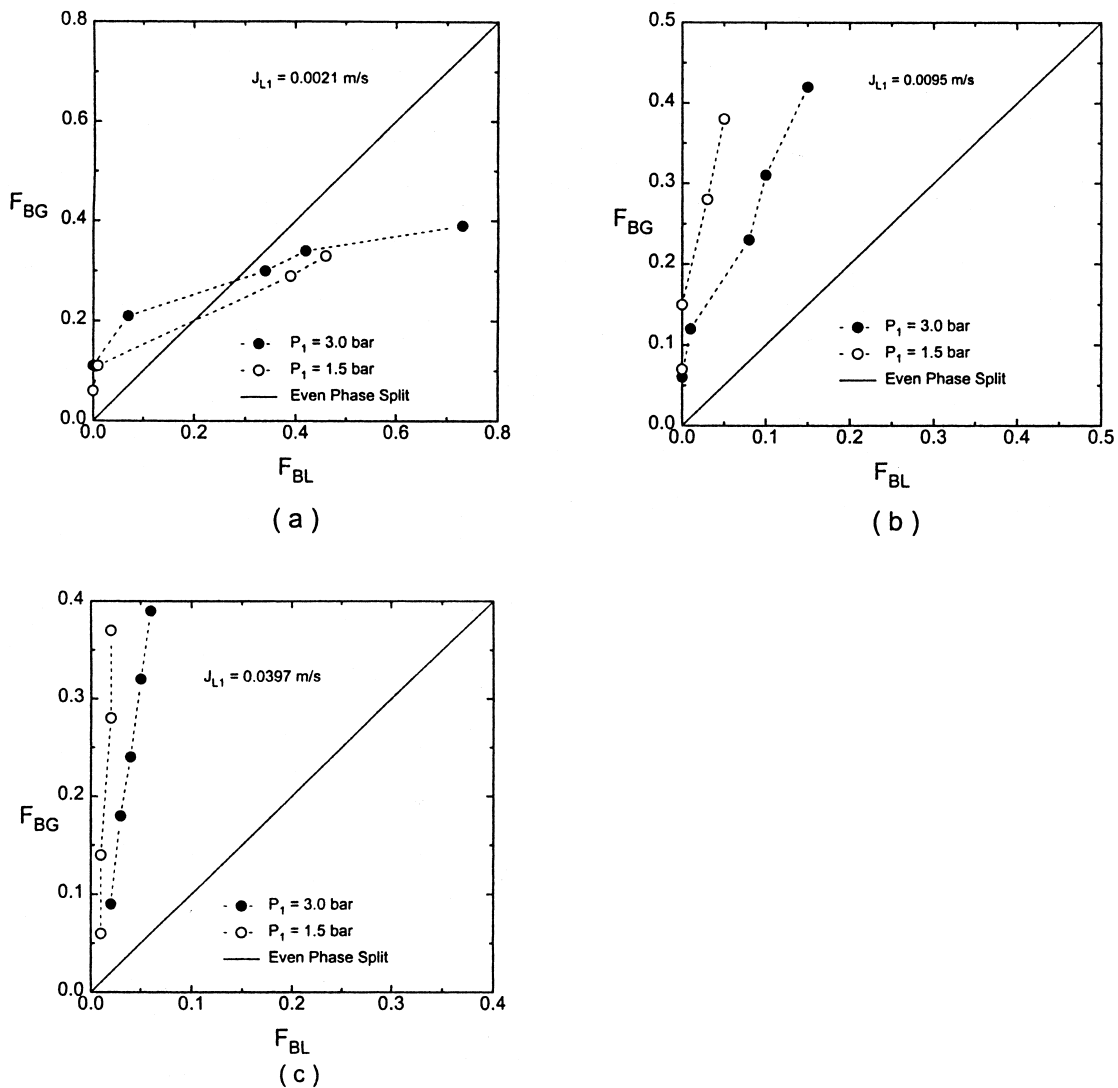 0.8
J_L1 = 0.0021 m/s
0.6
F_BG
0.4
0.2
P_1 = 3.0 bar
P_1 = 1.5 bar
Even Phase Split
0.0
0.0 0.2 0.4 0.6 0.8
F_BL
( a )
0.5
J_L1 = 0.0095 m/s
0.4
0.3
F_BG
0.2
P_1 = 3.0 bar
0.1
P_1 = 1.5 bar
Even Phase Split
0.0
0.0 0.1 0.2 0.3 0.4 0.5
F_BL
( b )
0.4
J_L1 = 0.0397 m/s
0.3
0.2
F_BG
0.1
P_1 = 3.0 bar
P_1 = 1.5 bar
Even Phase Split
0.0
0.0 0.1 0.2 0.3 0.4
F_BL
( c )